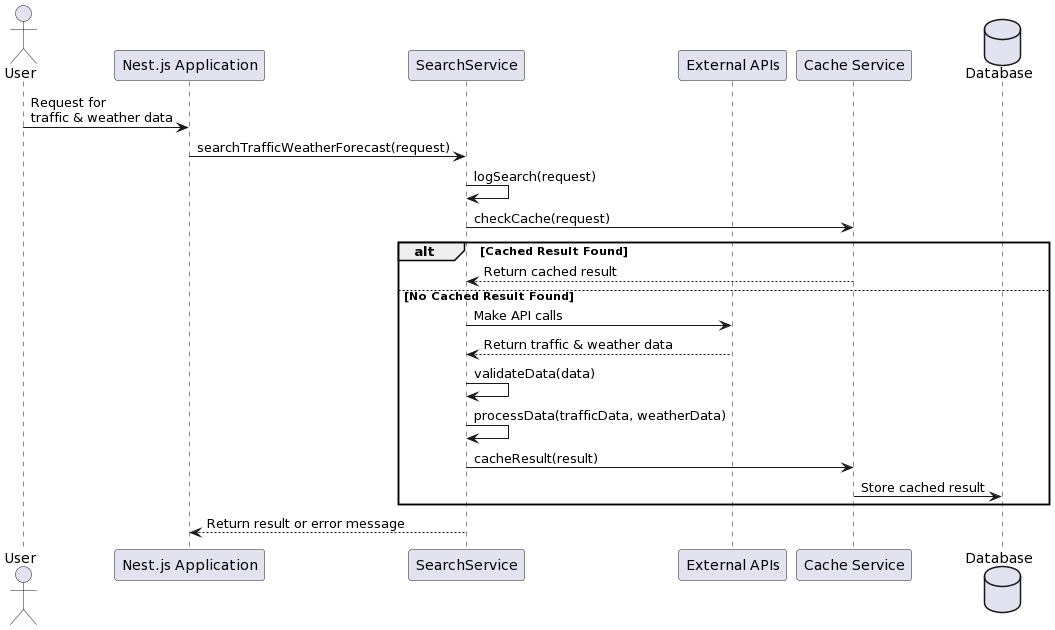 User
Nest.js Application
SearchService
External APIs
Cache Service
Database
Request for
traffic & weather data
searchTrafficWeatherForecast(request)
logSearch(request)
checkCache(request)
alt
[Cached Result Found]
Return cached result
[No Cached Result Found]
Make API calls
Return traffic & weather data
validateData(data)
processData(trafficData, weatherData)
cacheResult(result)
Store cached result
Return result or error message
User
Nest.js Application
SearchService
External APIs
Cache Service
Database